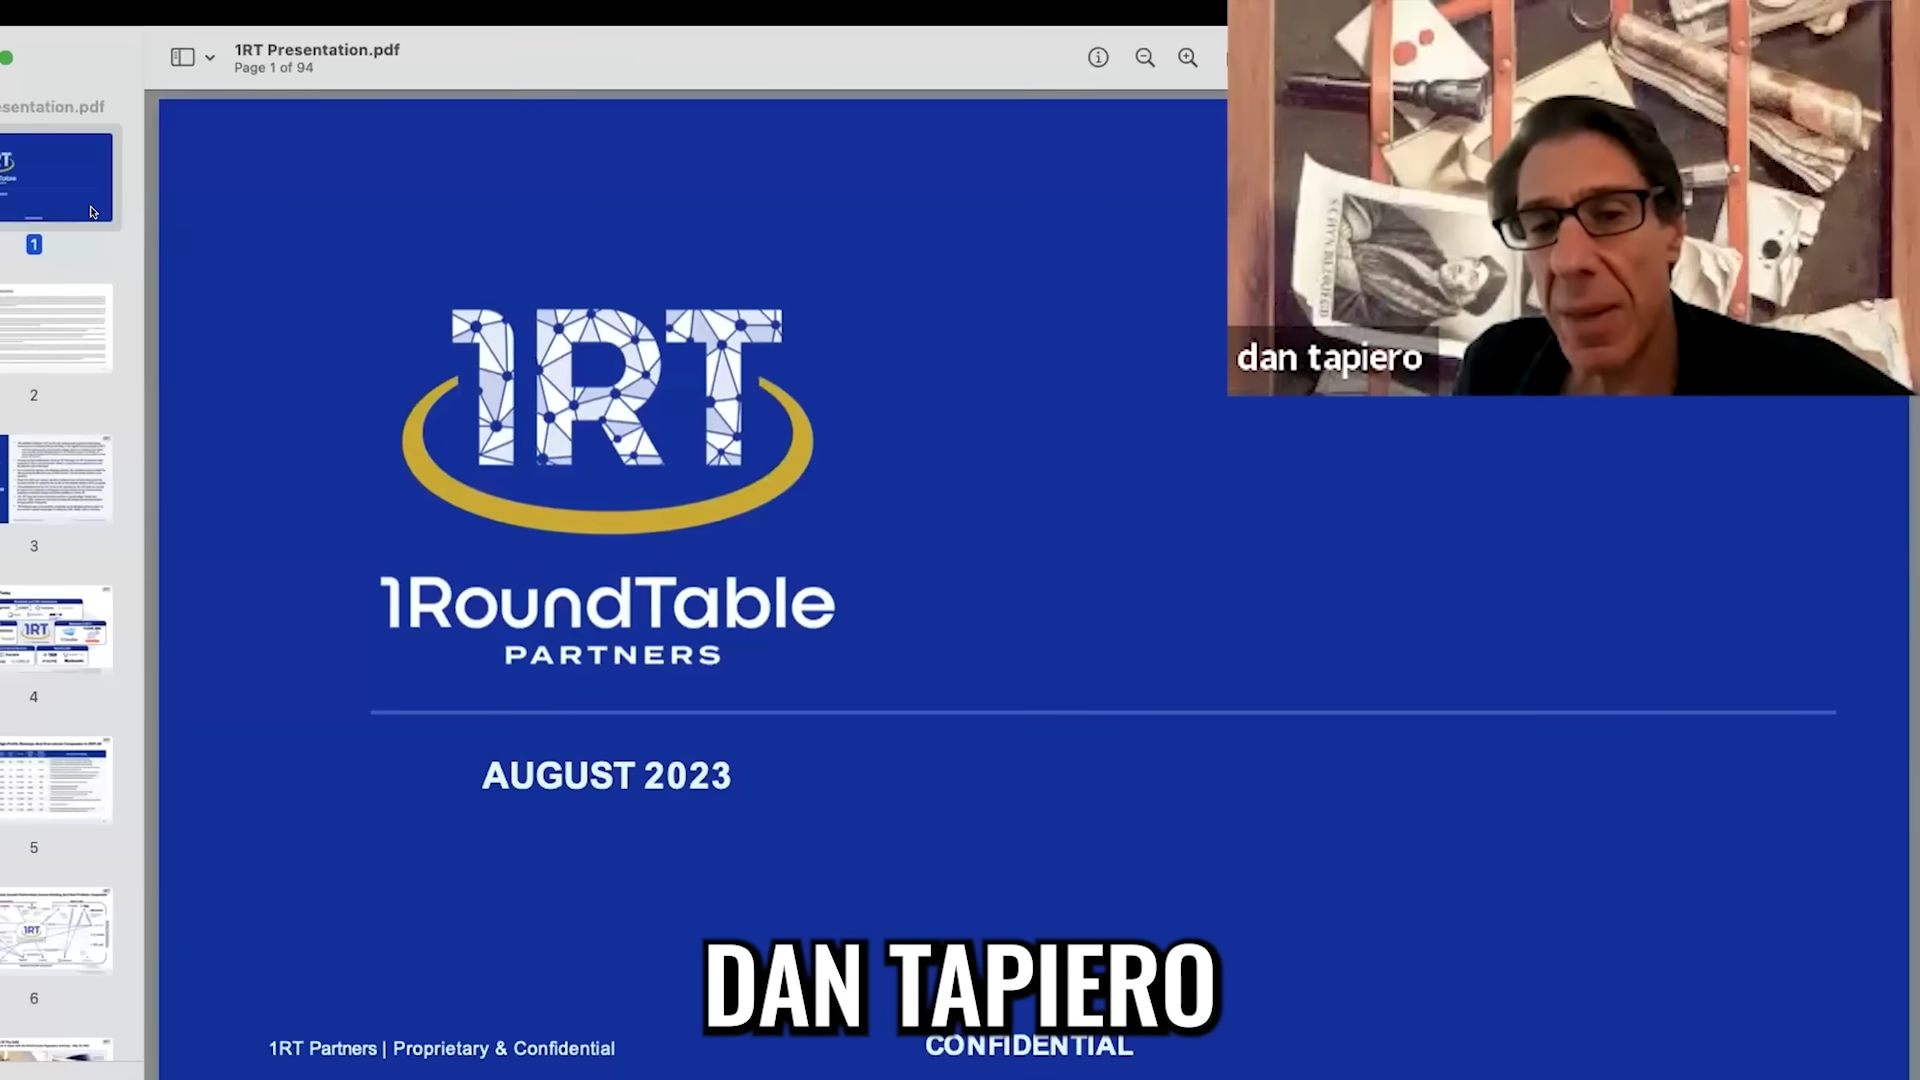 1RT Presentation.pdf
Page 1 of 94
esentation.pdf
1
2
3
4
5
6
1RT
1RoundTable
PARTNERS
AUGUST 2023
dan tapiero
DAN TAPIERO
1RT Partners | Proprietary & Confidential
CONFIDENTIAL